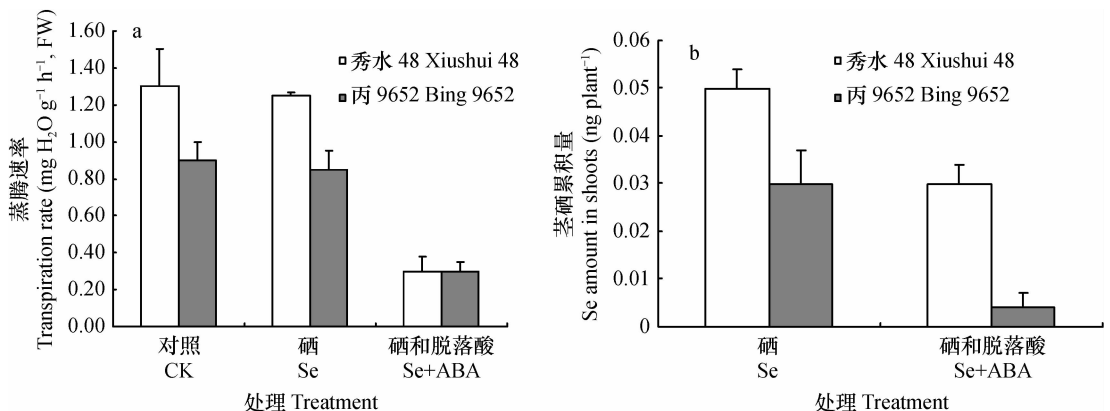 a
蒸腾速率
Transpiration rate (mg H₂O g⁻¹ h⁻¹, FW)
1.60
1.40
1.20
1.00
0.80
0.60
0.40
0.20
0.00
秀水 48 Xiushui 48
丙 9652 Bing 9652
对照
CK
硒
Se
硒和脱落酸
Se+ABA
处理 Treatment
b
茎硒累积量
Se amount in shoots (ng plant⁻¹)
0.06
0.05
0.04
0.03
0.02
0.01
0
秀水 48 Xiushui 48
丙 9652 Bing 9652
硒
Se
硒和脱落酸
Se+ABA
处理 Treatment